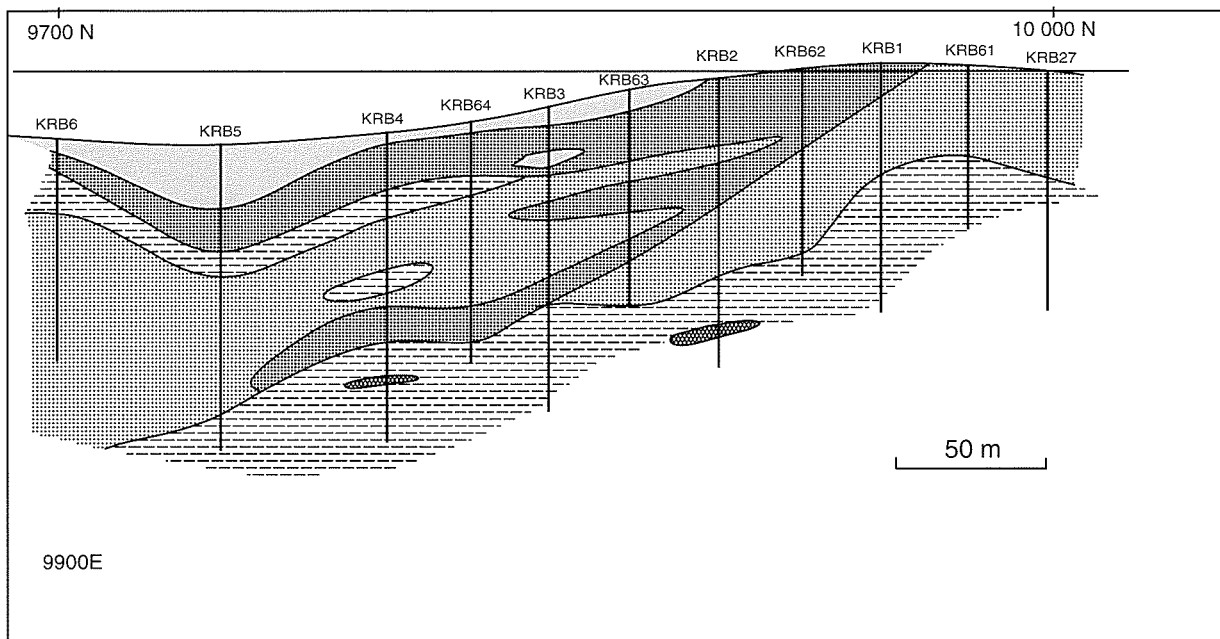 9700 N
10 000 N
KRB6
KRB5
KRB4
KRB64
KRB3
KRB63
KRB2
KRB62
KRB1
KRB61
KRB27
50 m
9900E